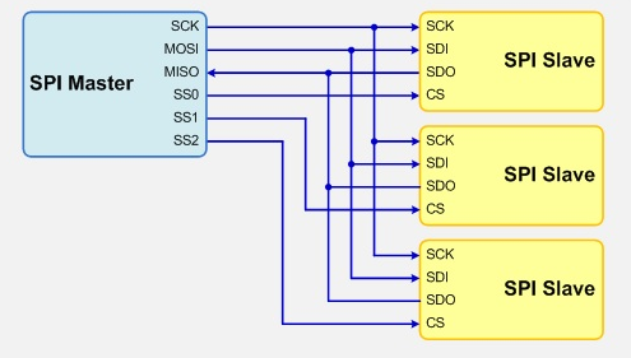 SPI Master
SCK
MOSI
MISO
SS0
SS1
SS2
SCK
SDI
SDO
CS
SPI Slave
SCK
SDI
SDO
CS
SPI Slave
SCK
SDI
SDO
CS
SPI Slave